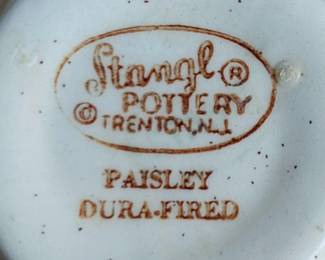 Stangl ®
POTTERY
© TRENTON, N.J.
PAISLEY
DURA-FIRED